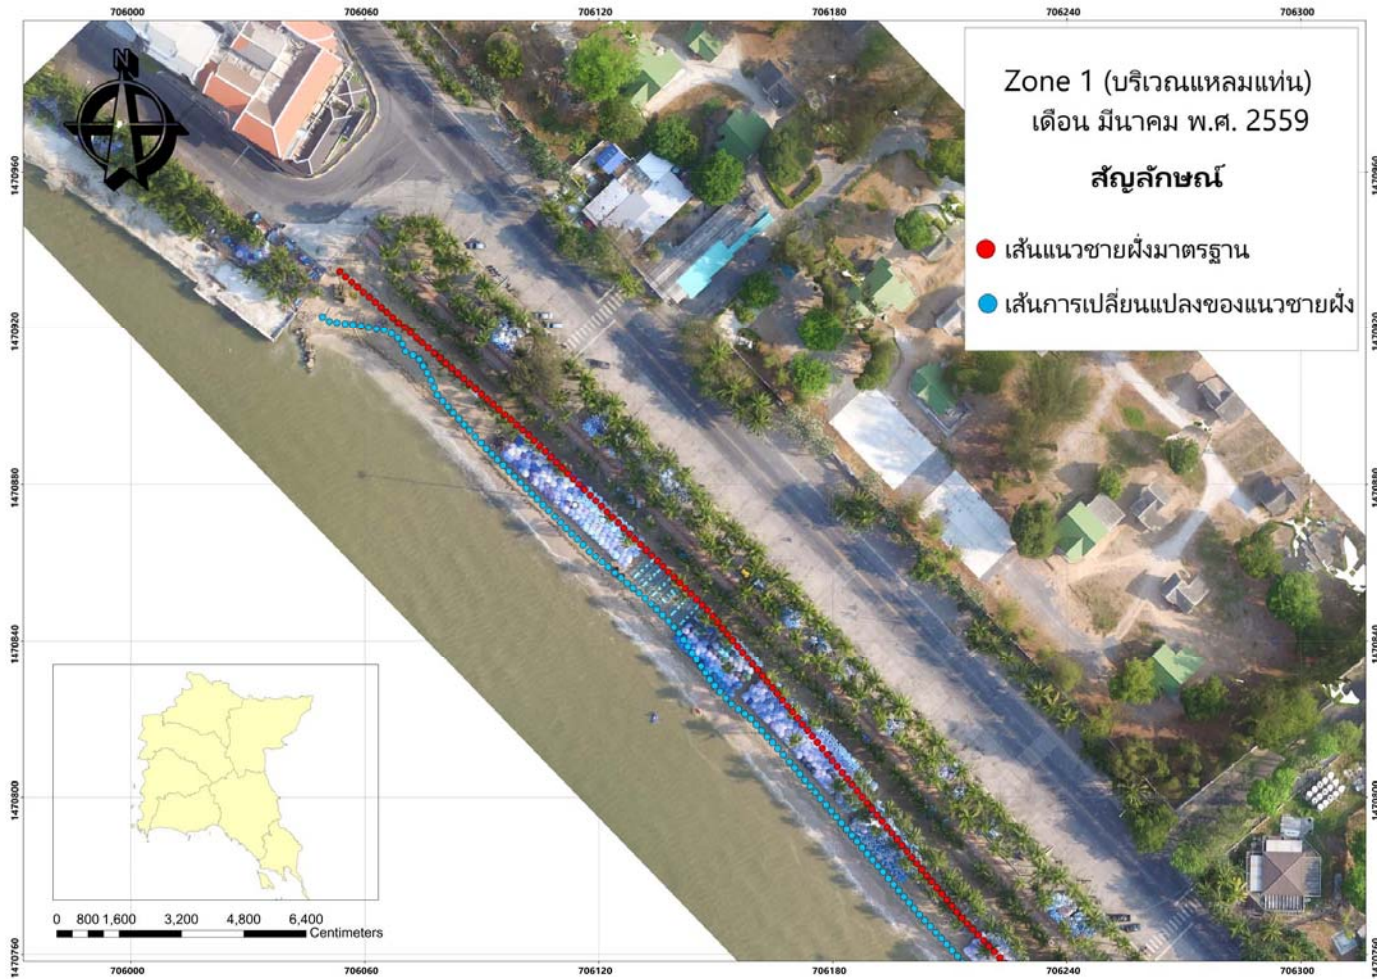 706000 706060 706120 706180 706240 706300
N
Zone 1 (บริเวณแหลมแท่น)
เดือน มีนาคม พ.ศ. 2559
สัญลักษณ์
เส้นแนวชายฝั่งมาตรฐาน
เส้นการเปลี่ยนแปลงของแนวชายฝั่ง
1470960 1470960
1470920
1470880 1470880
1470840 1470840
1470800 1470800
1470760 1470760
0 800 1,600 3,200 4,800 6,400
Centimeters
706000 706060 706120 706180 706240 706300